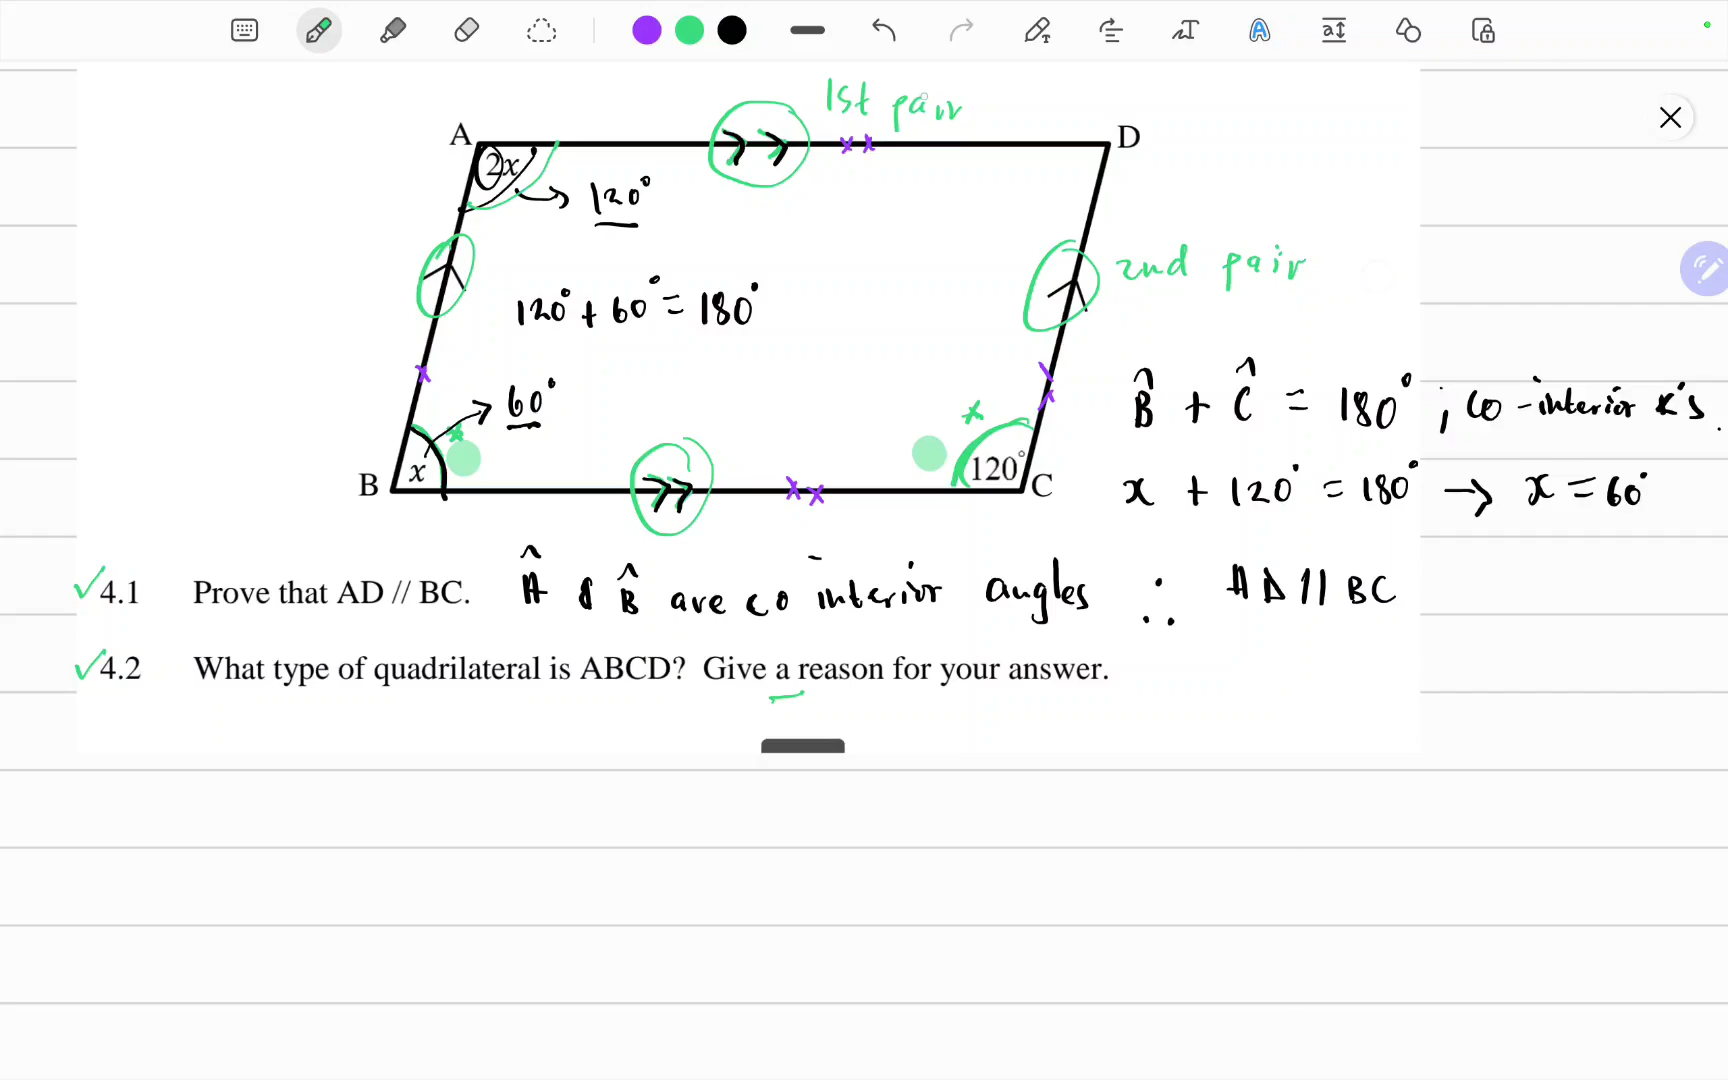 1st pair
A
D
2x
120°
2nd pair
120° + 60° = 180°
60°
B̂ + Ĉ = 180° ; co-interior ∠'s.
B
x
120°
C
x + 120° = 180° → x = 60°
✓4.1 Prove that AD // BC. Â & B̂ are co interior angles ∴ AD || BC
✓4.2 What type of quadrilateral is ABCD? Give a reason for your answer.